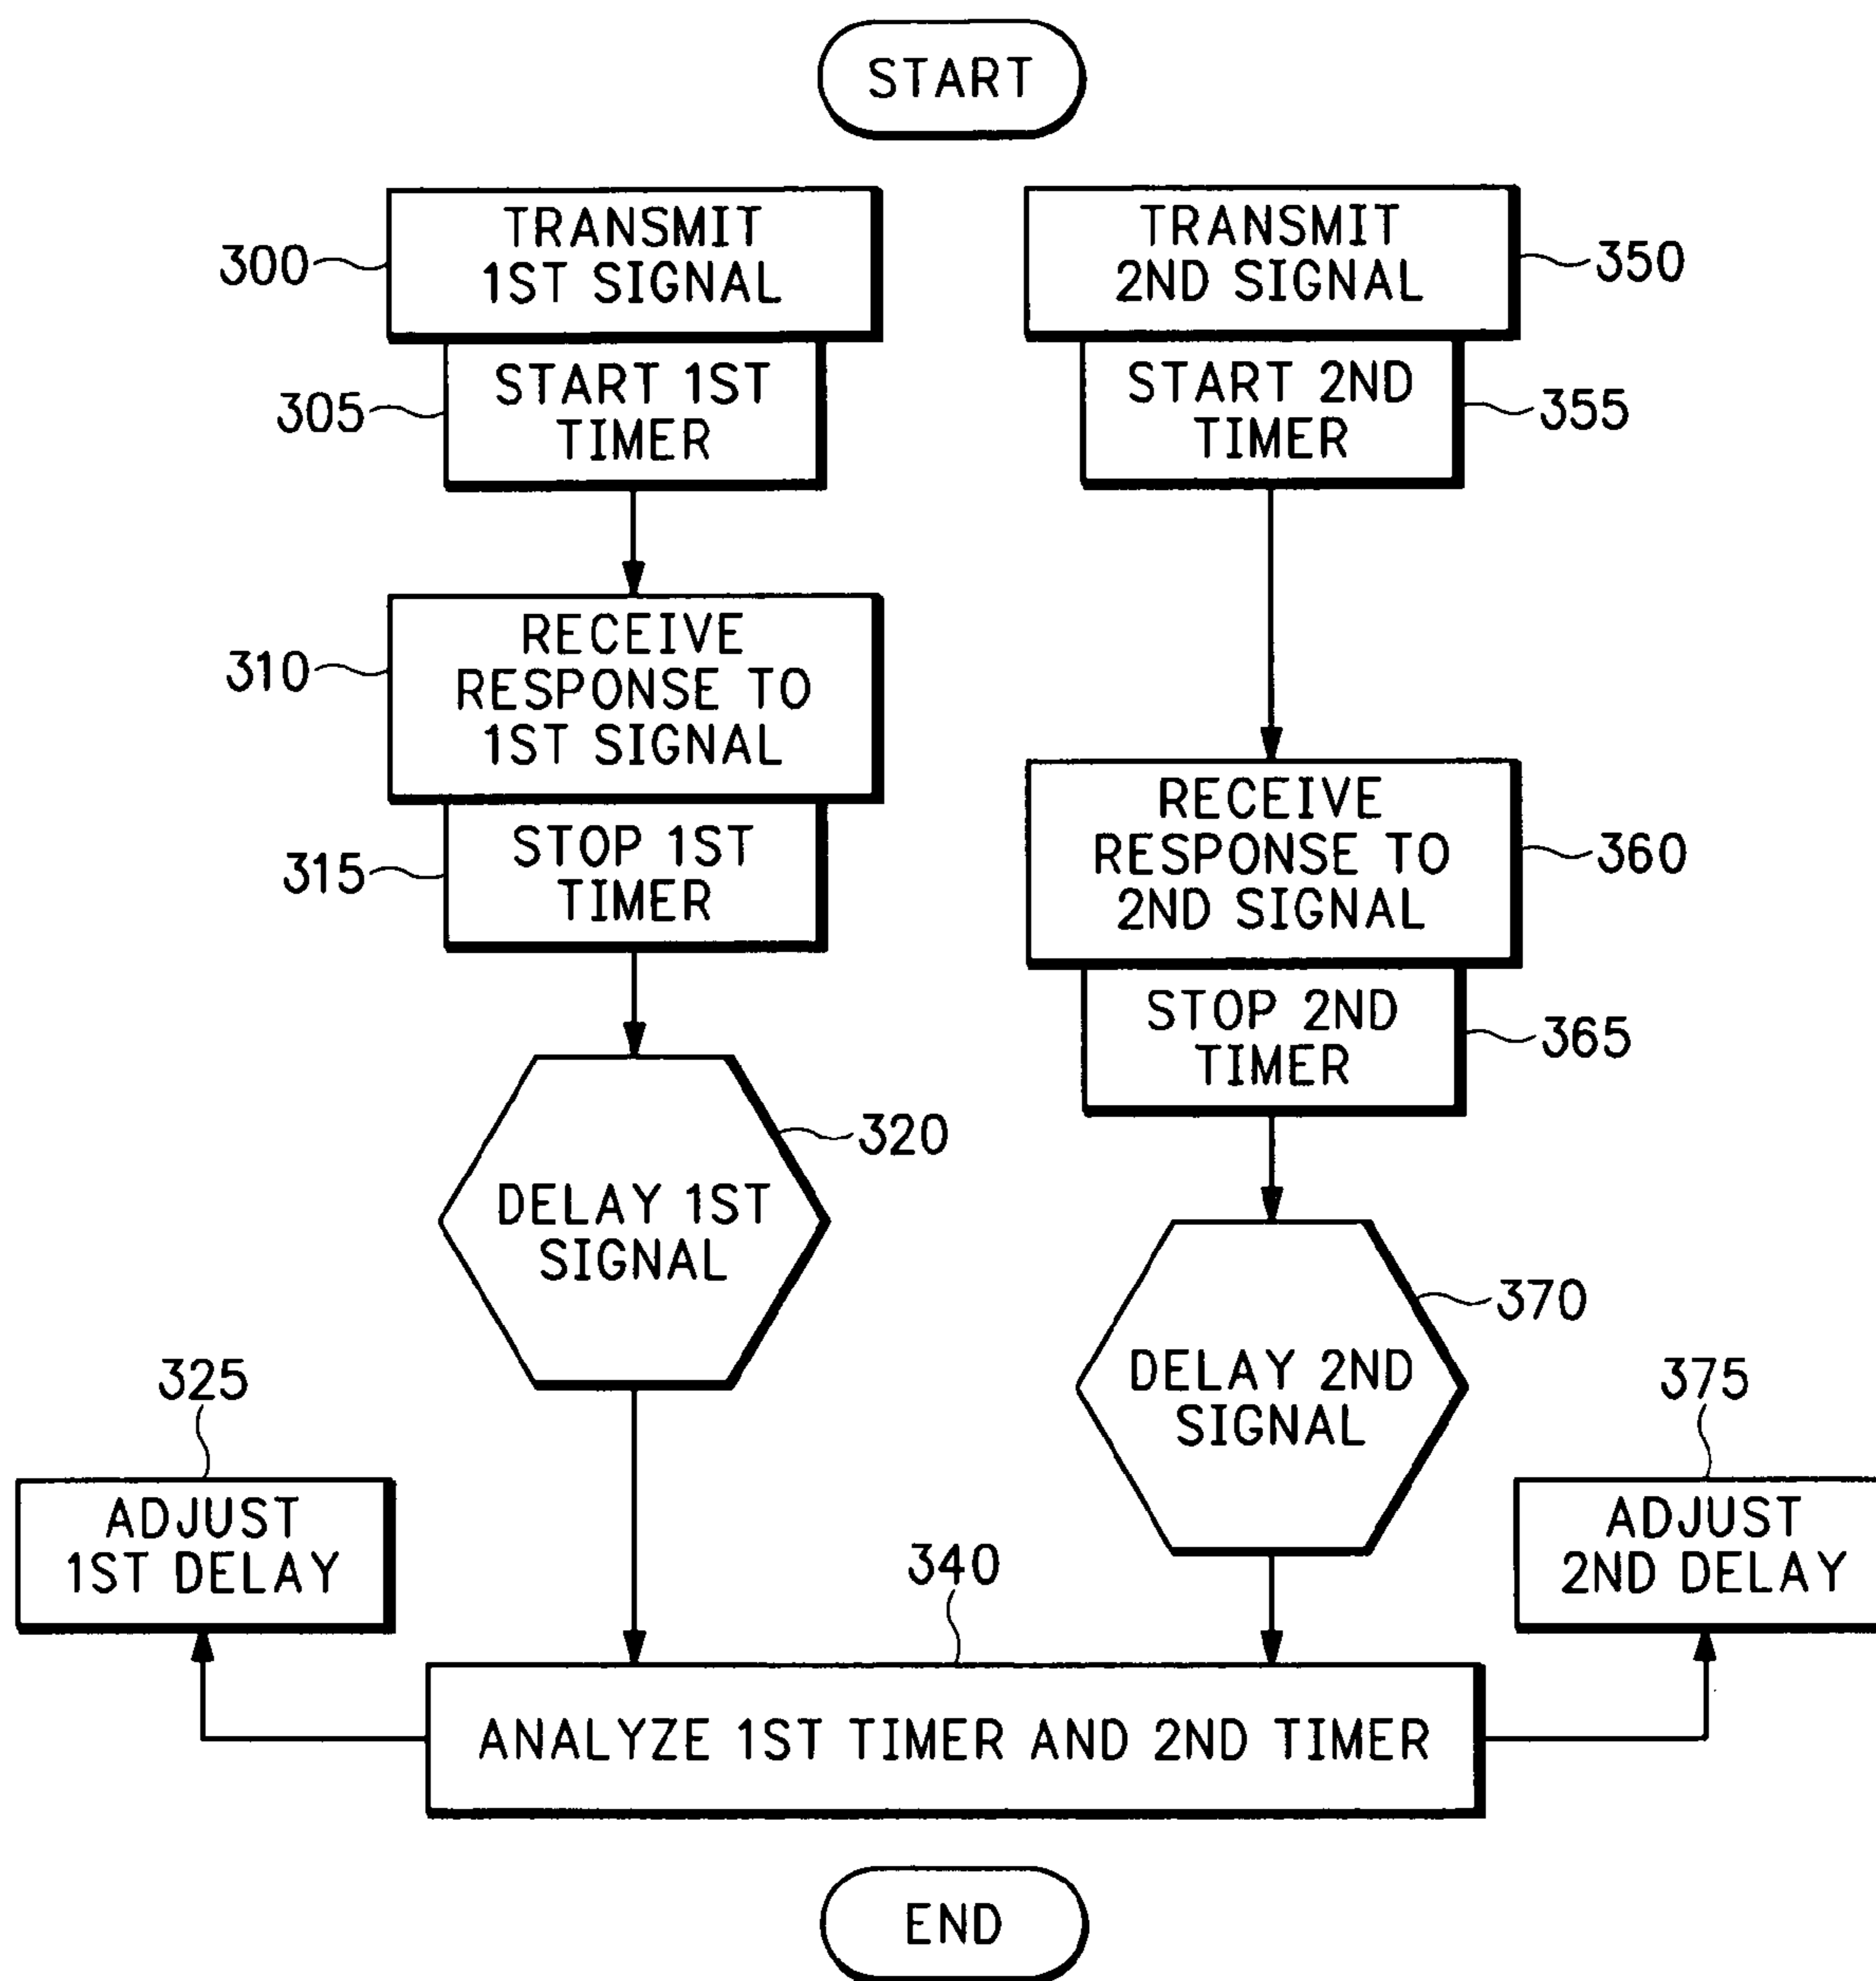 START
300
TRANSMIT
1ST SIGNAL
305
START 1ST
TIMER
310
RECEIVE
RESPONSE TO
1ST SIGNAL
315
STOP 1ST
TIMER
320
DELAY 1ST
SIGNAL
325
ADJUST
1ST DELAY
350
TRANSMIT
2ND SIGNAL
355
START 2ND
TIMER
360
RECEIVE
RESPONSE TO
2ND SIGNAL
365
STOP 2ND
TIMER
370
DELAY 2ND
SIGNAL
375
ADJUST
2ND DELAY
340
ANALYZE 1ST TIMER AND 2ND TIMER
END